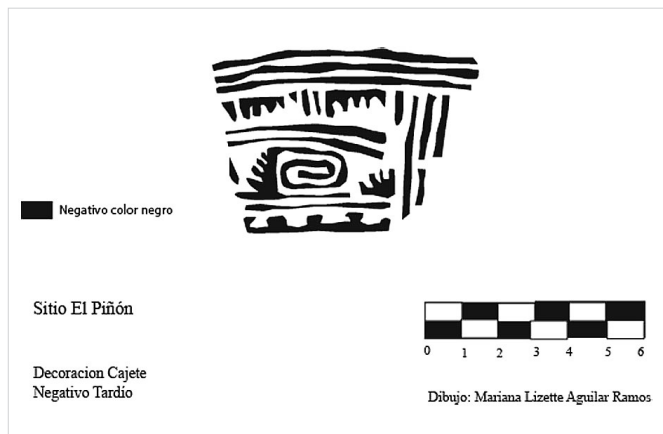 Negativo color negro
Sitio El Piñón
0 1 2 3 4 5 6
Decoracion Cajete
Negativo Tardío
Dibujo: Mariana Lizette Aguilar Ramos